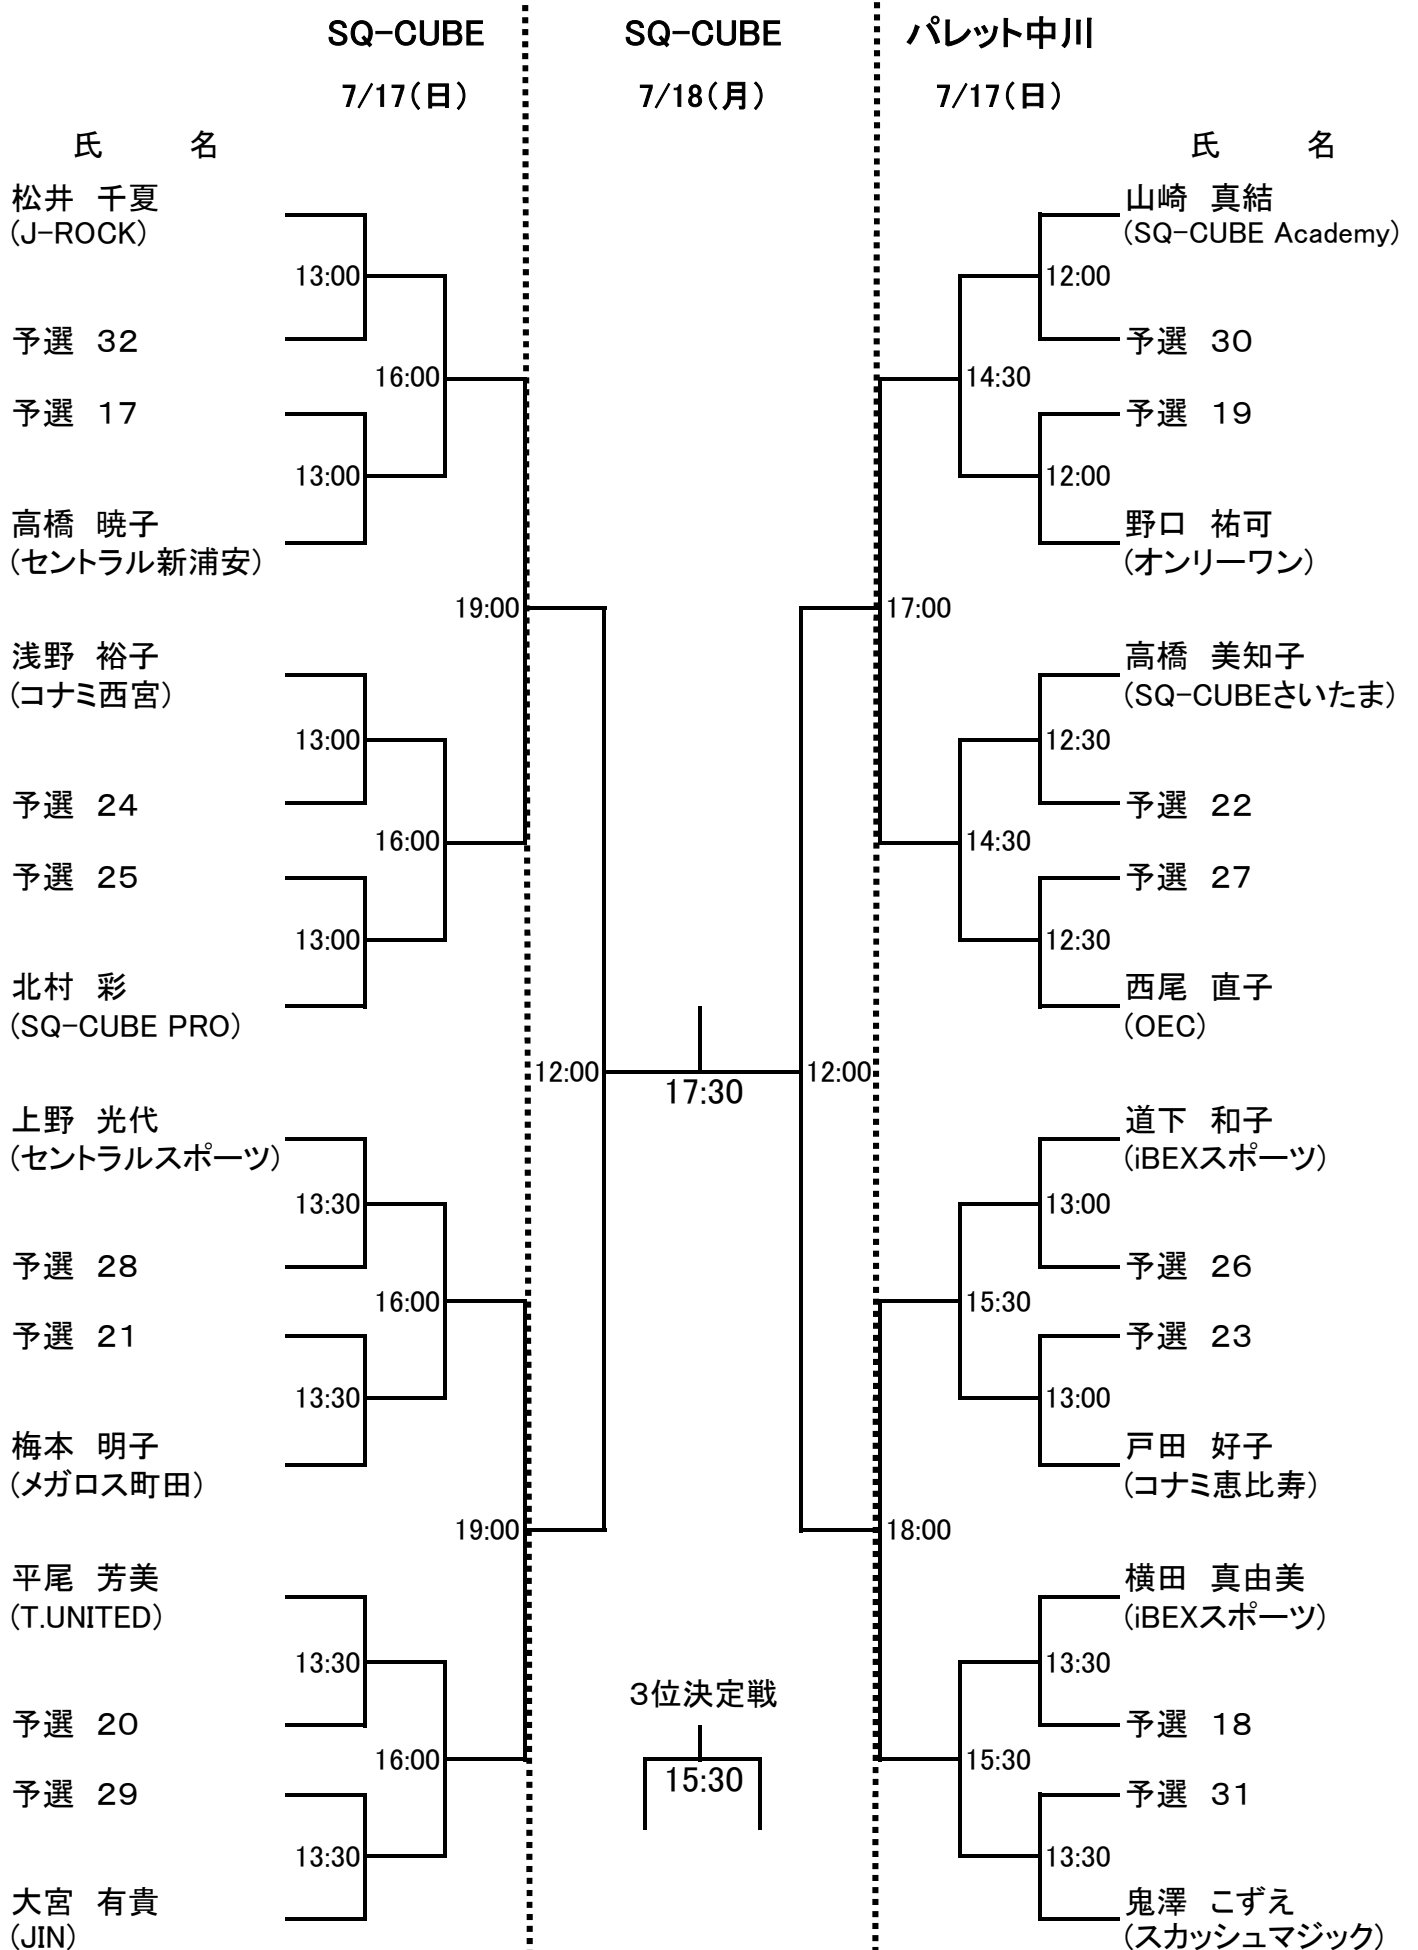 SQ-CUBE SQ-CUBE パレット中川
7/17(日) 7/18(月) 7/17(日)
氏 名 氏 名
松井 千夏
(J-ROCK)
13:00
予選 32
16:00
予選 17
13:00
高橋 暁子
(セントラル新浦安)
19:00
浅野 裕子
(コナミ西宮)
13:00
予選 24
16:00
予選 25
13:00
北村 彩
(SQ-CUBE PRO)
12:00
上野 光代
(セントラルスポーツ)
13:30
予選 28
16:00
予選 21
13:30
梅本 明子
(メガロス町田)
19:00
平尾 芳美
(T.UNITED)
13:30
予選 20
16:00
予選 29
13:30
大宮 有貴
(JIN)
17:30
3位決定戦
15:30
山崎 真結
(SQ-CUBE Academy)
12:00
予選 30
14:30
予選 19
12:00
野口 祐可
(オンリーワン)
17:00
高橋 美知子
(SQ-CUBEさいたま)
12:30
予選 22
14:30
予選 27
12:30
西尾 直子
(OEC)
12:00
道下 和子
(iBEXスポーツ)
13:00
予選 26
15:30
予選 23
13:00
戸田 好子
(コナミ恵比寿)
18:00
横田 真由美
(iBEXスポーツ)
13:30
予選 18
15:30
予選 31
13:30
鬼澤 こずえ
(スカッシュマジック)